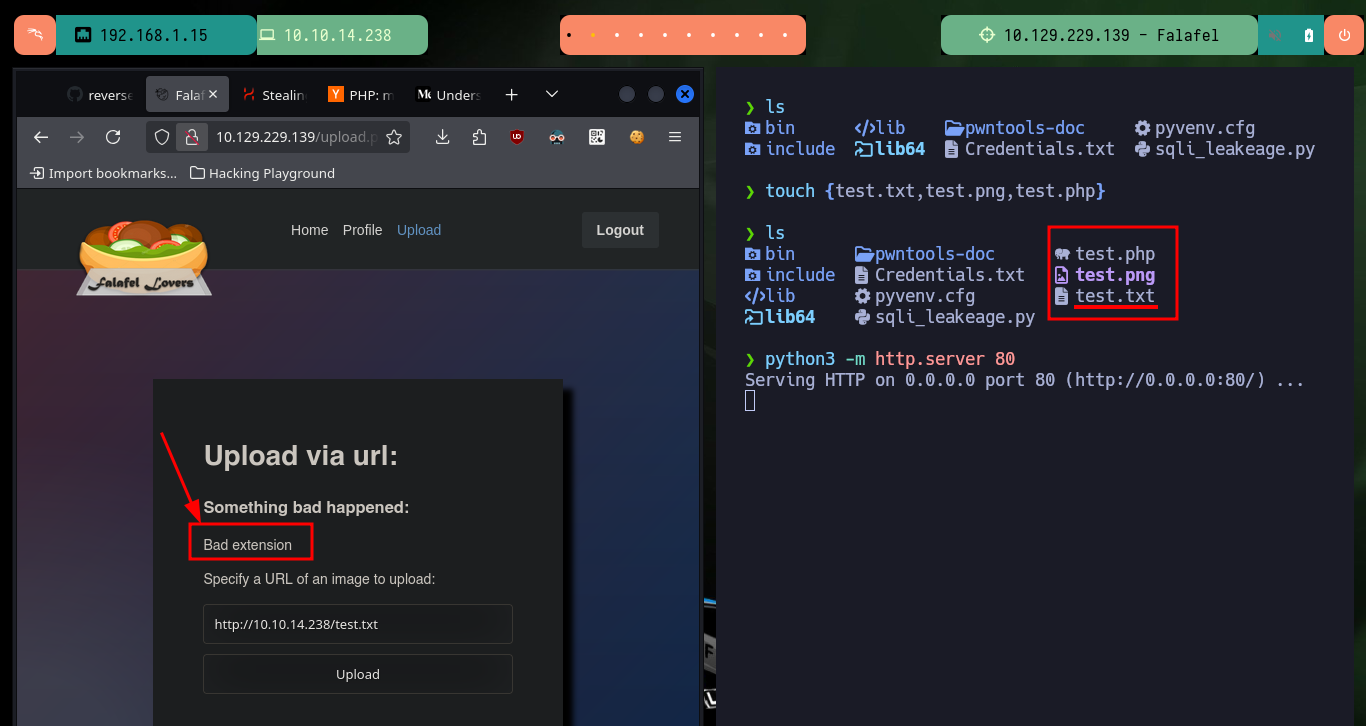 192.168.1.15
10.10.14.238
10.129.229.139 - Falafel
reverse
Falaf
Stealin
PHP: m
Unders
10.129.229.139/upload.p
Import bookmarks...
Hacking Playground
Falafel Lovers
Home
Profile
Upload
Logout
Upload via url:
Something bad happened:
Bad extension
Specify a URL of an image to upload:
http://10.10.14.238/test.txt
Upload
❯ ls
bin lib pwntools-doc pyvenv.cfg
include lib64 Credentials.txt sqli_leakeage.py
❯ touch {test.txt,test.png,test.php}
❯ ls
bin pwntools-doc test.php
include Credentials.txt test.png
lib pyvenv.cfg test.txt
lib64 sqli_leakeage.py
❯ python3 -m http.server 80
Serving HTTP on 0.0.0.0 port 80 (http://0.0.0.0:80/) ...